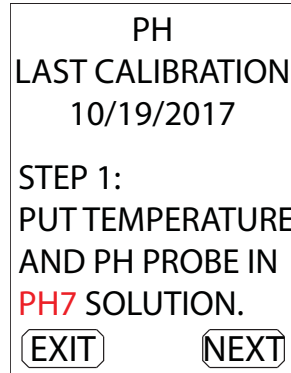 PH
LAST CALIBRATION
10/19/2017
STEP 1:
PUT TEMPERATURE
AND PH PROBE IN
PH7 SOLUTION.
EXIT NEXT